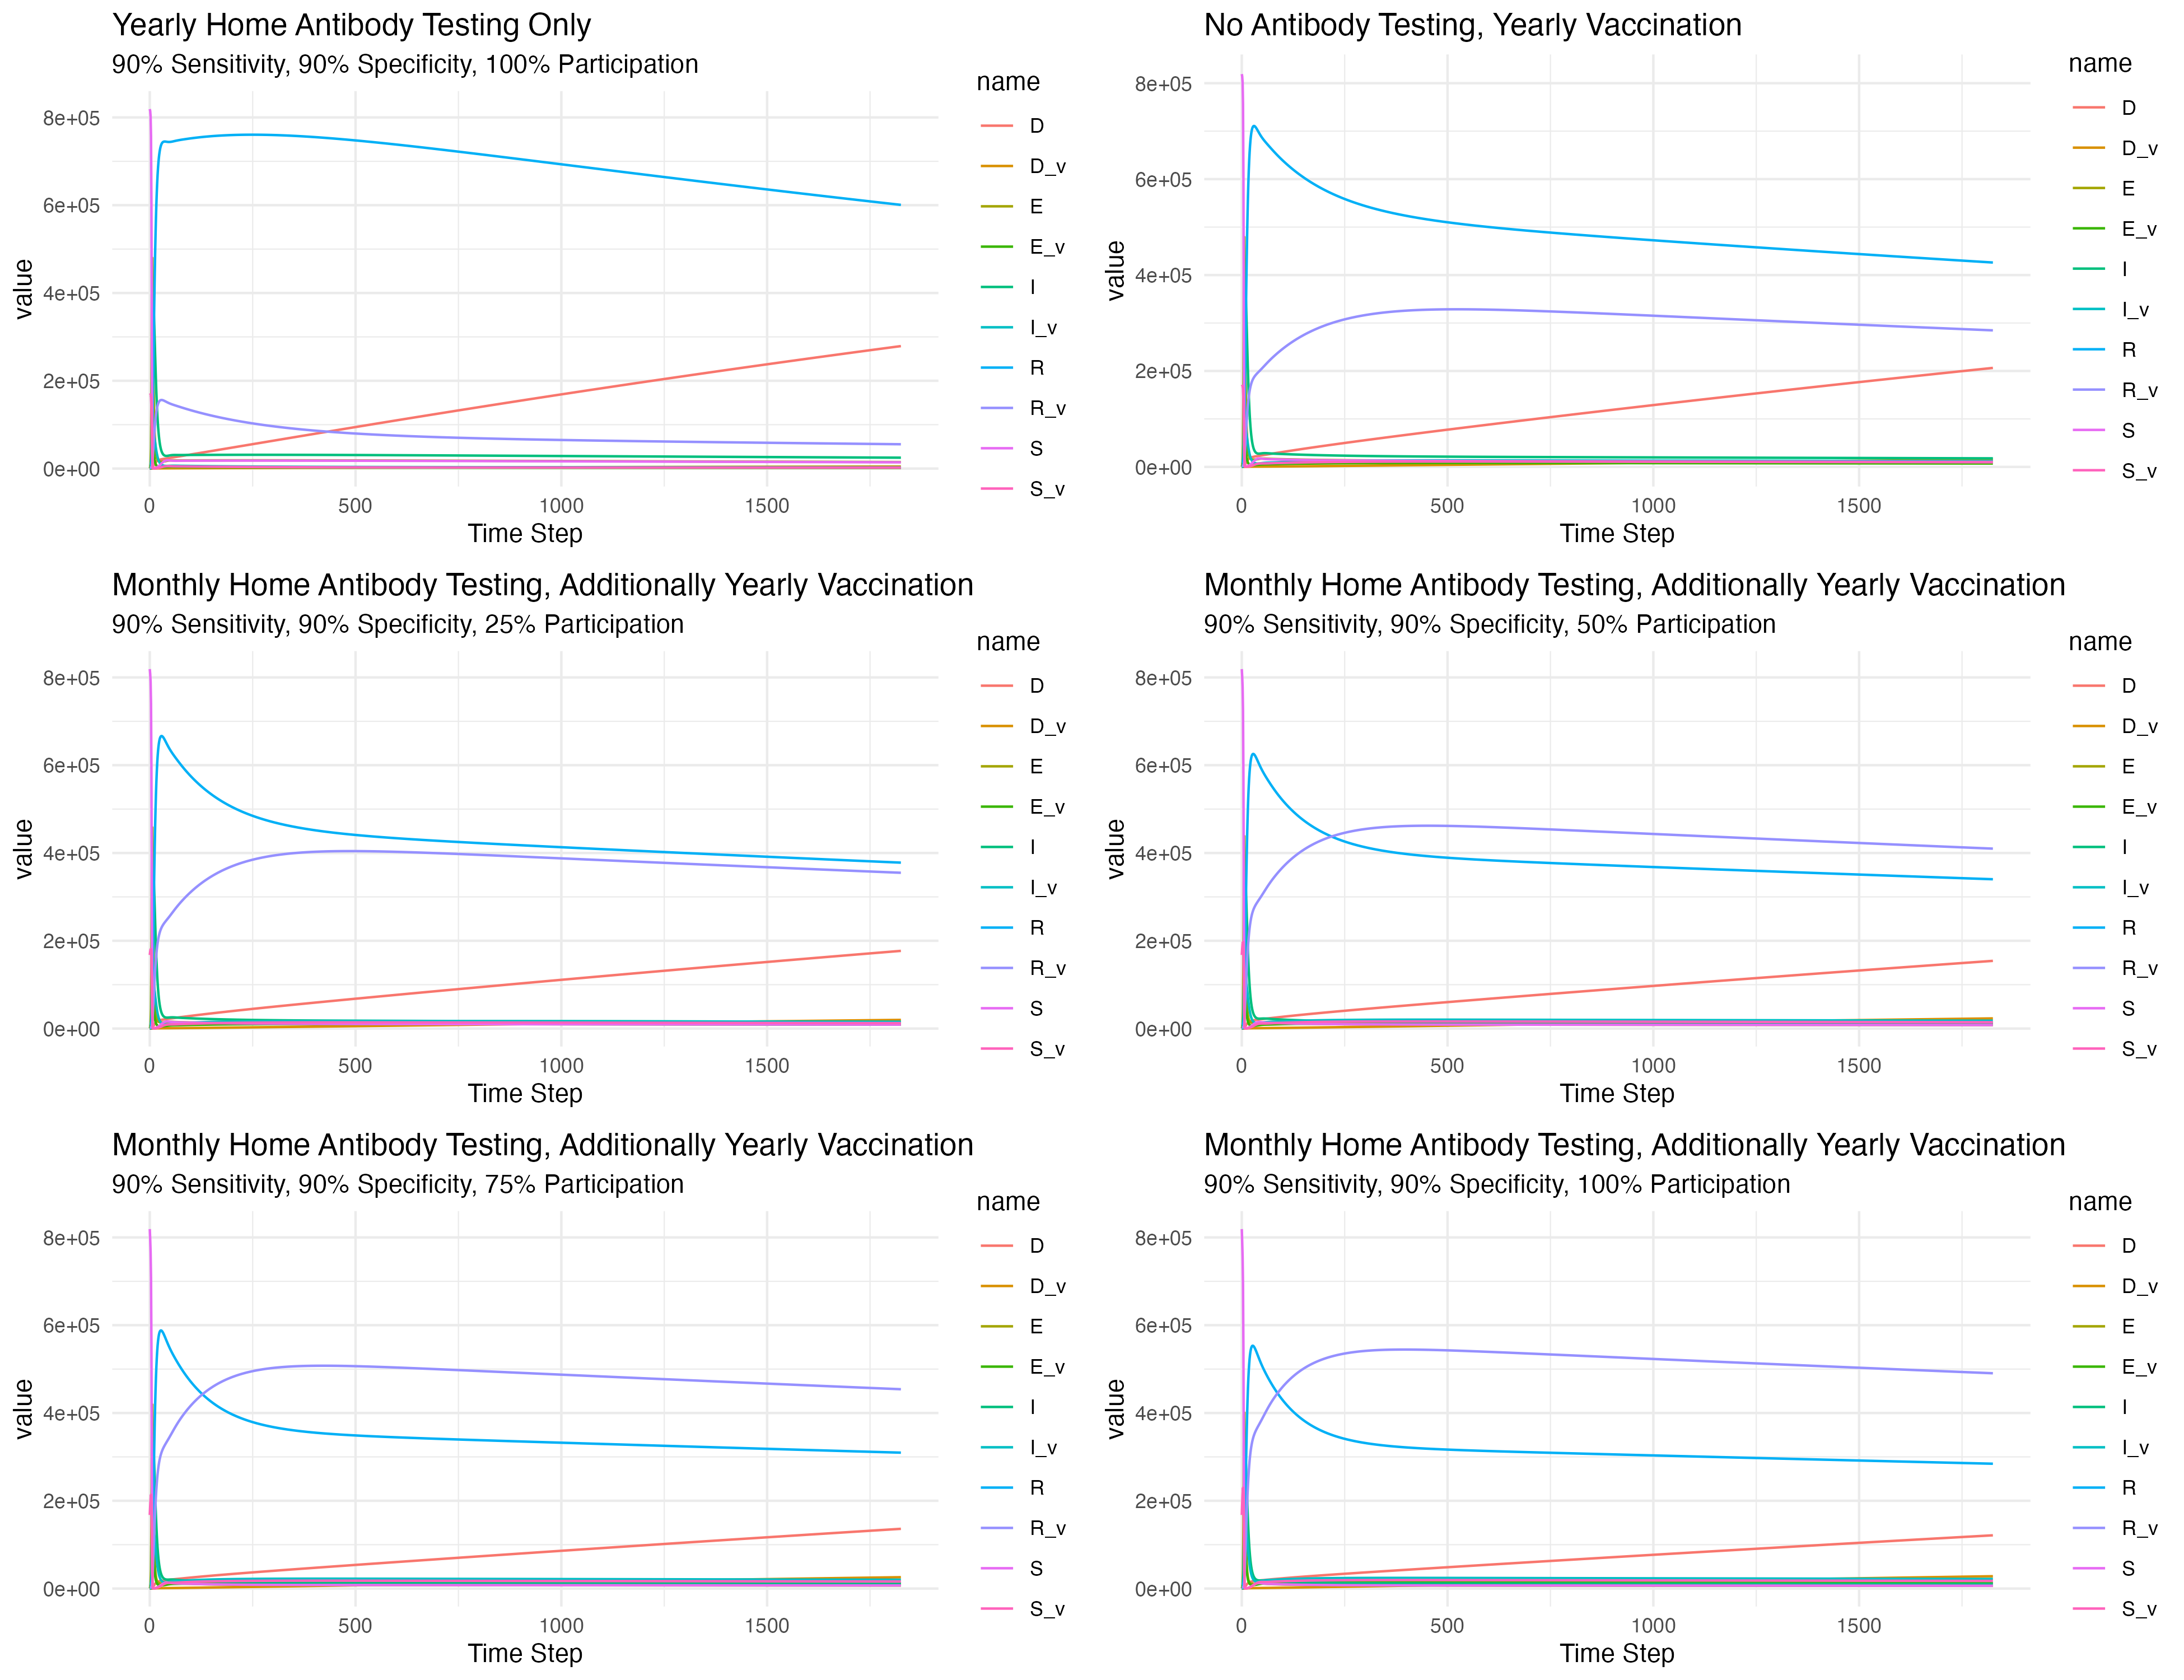 Yearly Home Antibody Testing Only
90% Sensitivity, 90% Specificity, 100% Participation
name
8e+05
6e+05
4e+05
2e+05
0e+00
value
0 500 1000 1500
Time Step
D
D_v
E
E_v
I
I_v
R
R_v
S
S_v
No Antibody Testing, Yearly Vaccination
name
8e+05
6e+05
4e+05
2e+05
0e+00
value
0 500 1000 1500
Time Step
D
D_v
E
E_v
I
I_v
R
R_v
S
S_v
Monthly Home Antibody Testing, Additionally Yearly Vaccination
90% Sensitivity, 90% Specificity, 25% Participation
name
8e+05
6e+05
4e+05
2e+05
0e+00
value
0 500 1000 1500
Time Step
D
D_v
E
E_v
I
I_v
R
R_v
S
S_v
Monthly Home Antibody Testing, Additionally Yearly Vaccination
90% Sensitivity, 90% Specificity, 50% Participation
name
8e+05
6e+05
4e+05
2e+05
0e+00
value
0 500 1000 1500
Time Step
D
D_v
E
E_v
I
I_v
R
R_v
S
S_v
Monthly Home Antibody Testing, Additionally Yearly Vaccination
90% Sensitivity, 90% Specificity, 75% Participation
name
8e+05
6e+05
4e+05
2e+05
0e+00
value
0 500 1000 1500
Time Step
D
D_v
E
E_v
I
I_v
R
R_v
S
S_v
Monthly Home Antibody Testing, Additionally Yearly Vaccination
90% Sensitivity, 90% Specificity, 100% Participation
name
8e+05
6e+05
4e+05
2e+05
0e+00
value
0 500 1000 1500
Time Step
D
D_v
E
E_v
I
I_v
R
R_v
S
S_v